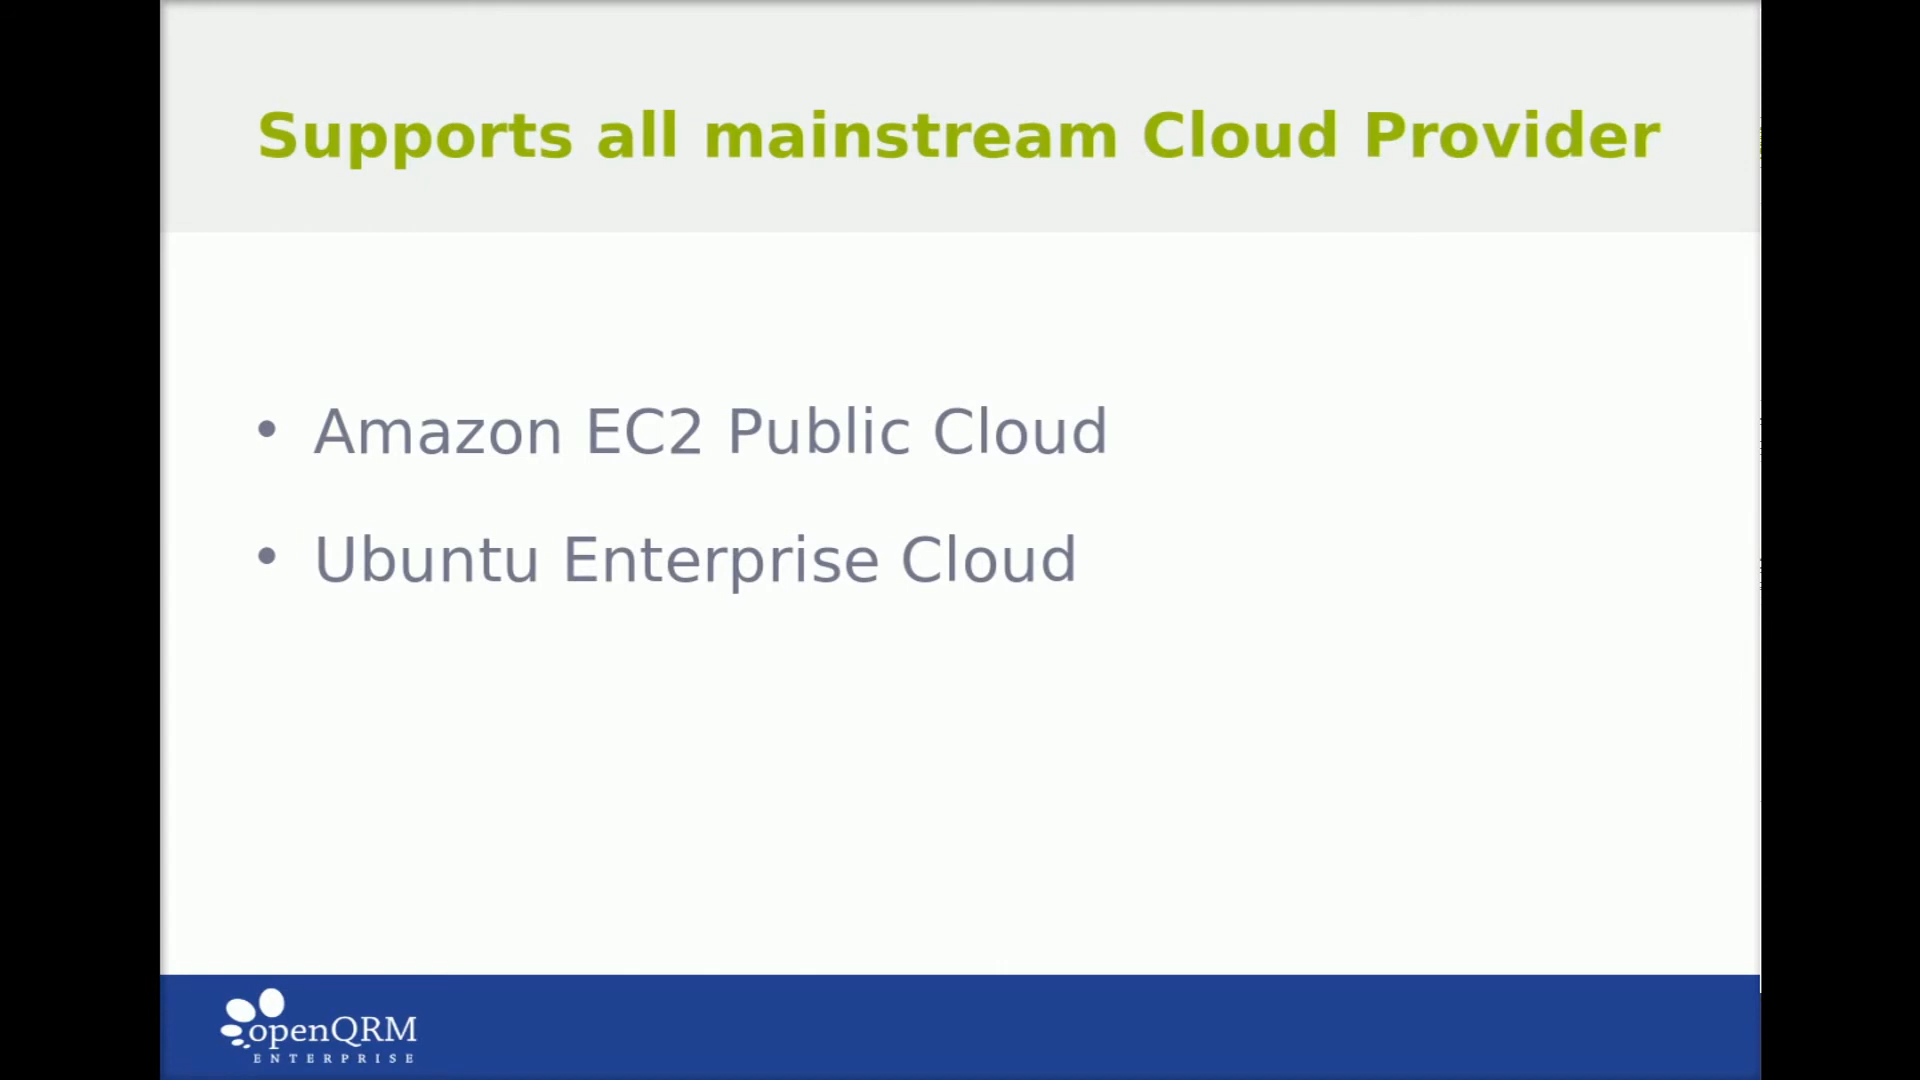 Supports all mainstream Cloud Provider
• Amazon EC2 Public Cloud
• Ubuntu Enterprise Cloud
openQRM
ENTERPRISE